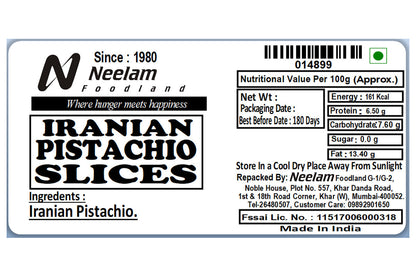 Since : 1980
Neelam
Foodland
Where hunger meets happiness
IRANIAN
PISTACHIO
SLICES
Ingredents :
Iranian Pistachio.
014899
Nutritional Value Per 100g (Approx.)
Net Wt :
Packaging Date :
Best Before Date : 180 Days
Energy : 161 Kcal
Protein : 6.50
Carbohydrate:7.60 g
Sugar : 0.0 g
Fat : 13.40 g
Store In a Cool Dry Place Away From Sunlight
Repacked By: Neelam Foodland G-1/G-2,
Noble House, Plot No. 557, Khar Danda Road,
1st & 18th Road Corner, Khar (W), Mumbai-400052.
Tel-26480507, Customer Care: 09892901650
Fssai Lic. No. : 11517006000318
Made In India